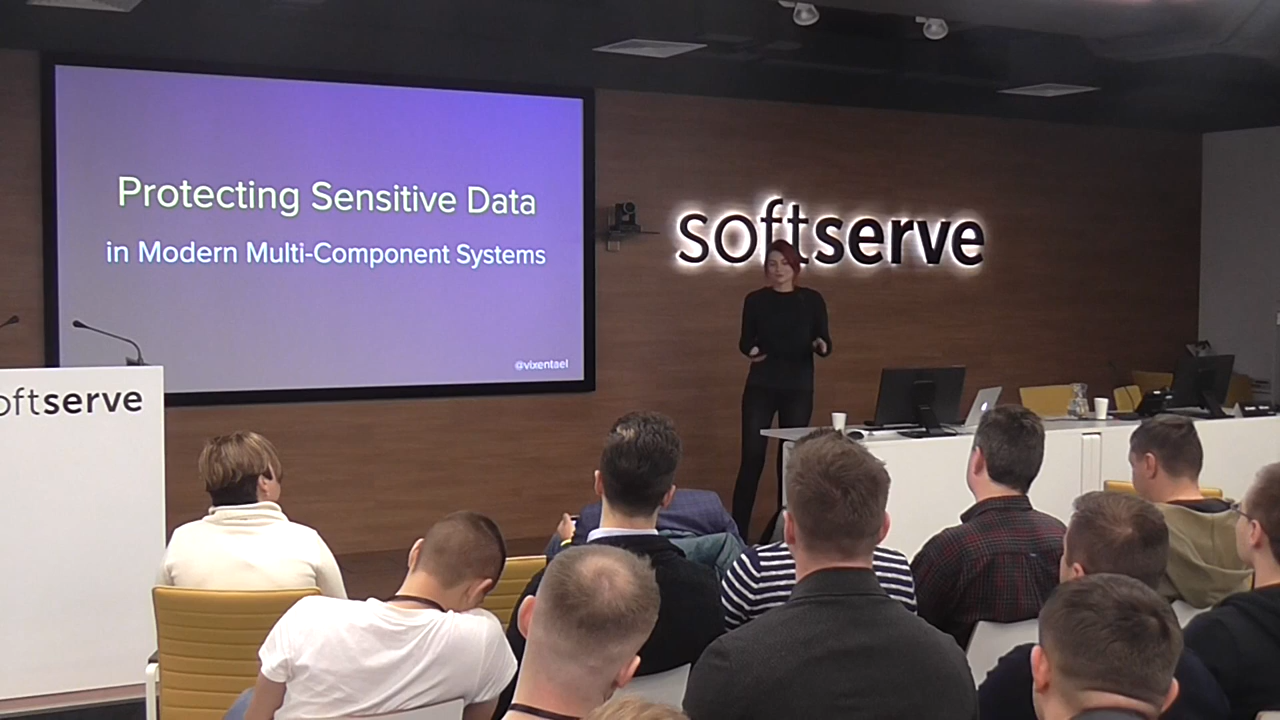 Protecting Sensitive Data
in Modern Multi-Component Systems
@vixentael
softserve
oftserve